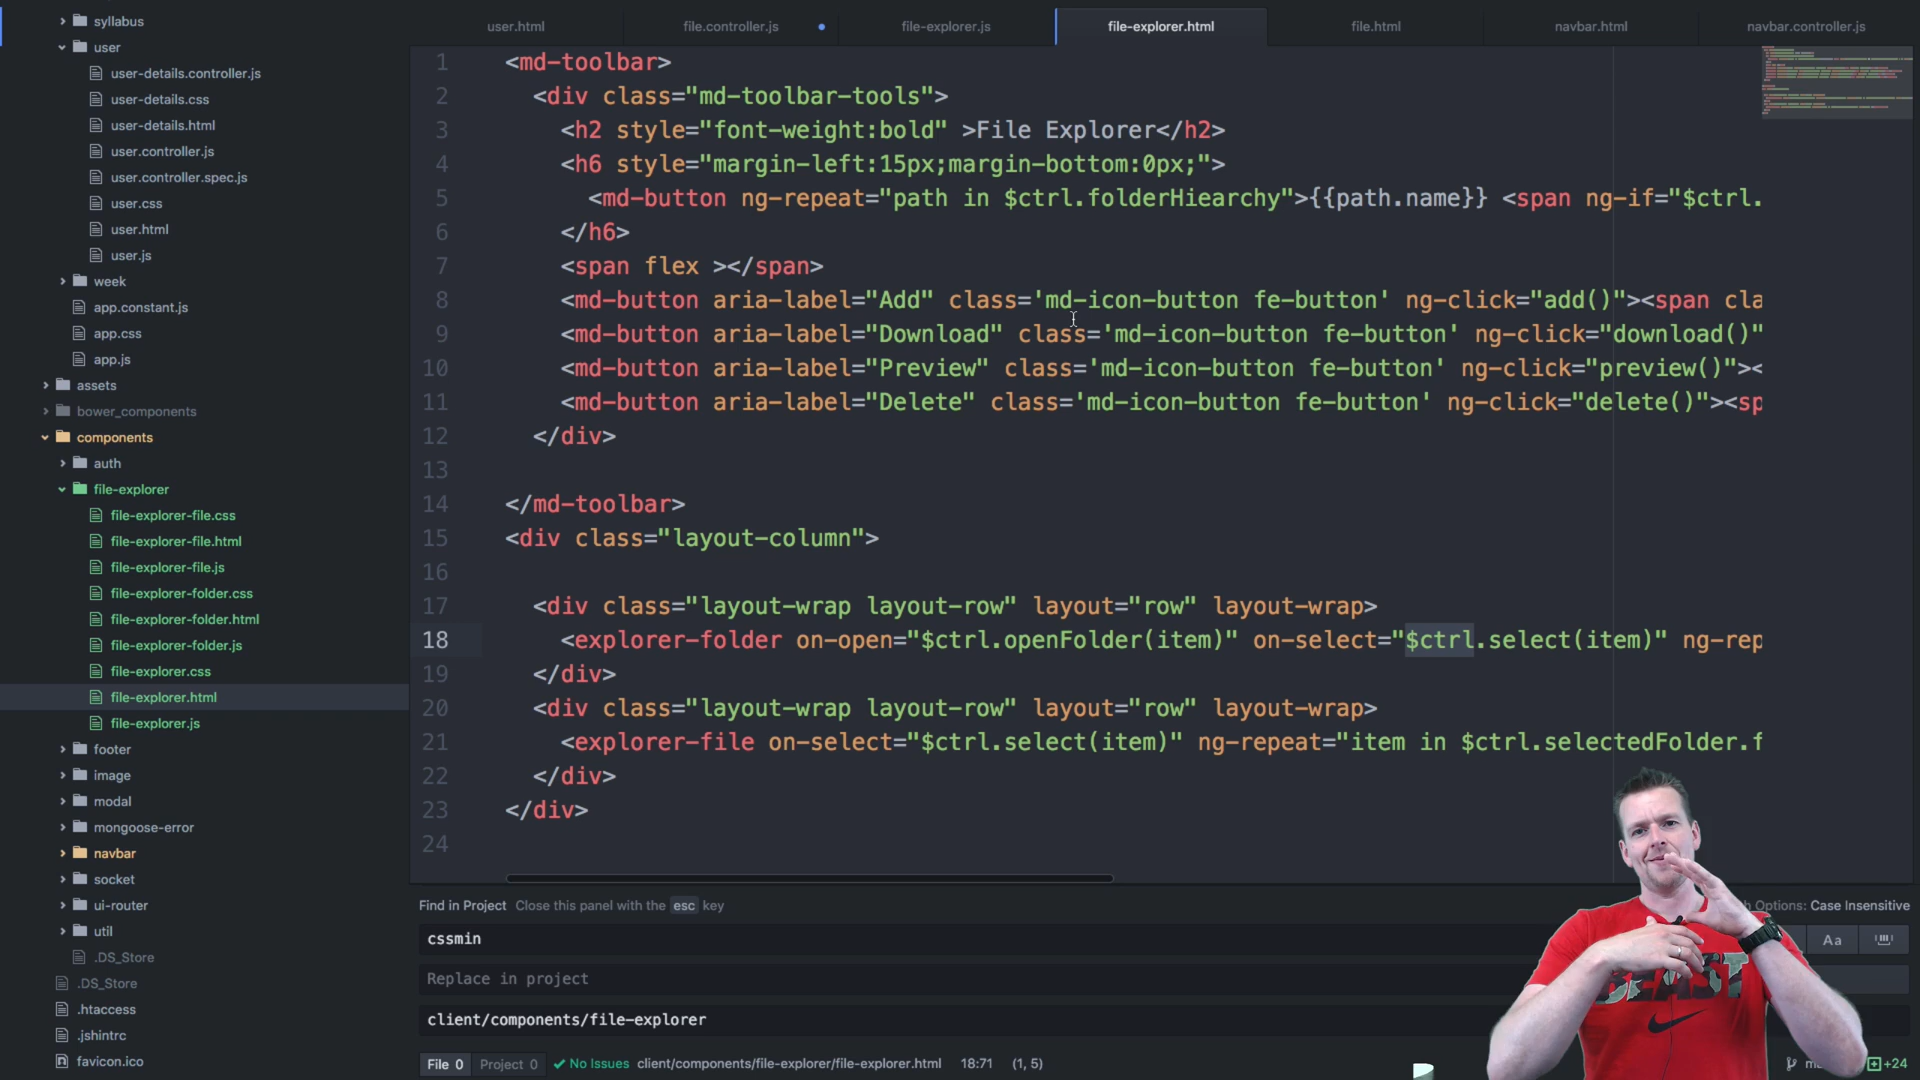 syllabus
user
user-details.controller.js
user-details.css
user-details.html
user.controller.js
user.controller.spec.js
user.css
user.html
user.js
week
app.constant.js
app.css
app.js
assets
bower_components
components
auth
file-explorer
file-explorer-file.css
file-explorer-file.html
file-explorer-file.js
file-explorer-folder.css
file-explorer-folder.html
file-explorer-folder.js
file-explorer.css
file-explorer.html
file-explorer.js
footer
image
modal
mongoose-error
navbar
socket
ui-router
util
.DS_Store
.DS_Store
.htaccess
.jshintrc
favicon.ico
user.html file.controller.js file-explorer.js file-explorer.html file.html navbar.html navbar.controller.js
1 <md-toolbar>
2 <div class="md-toolbar-tools">
3 <h2 style="font-weight:bold" >File Explorer</h2>
4 <h6 style="margin-left:15px;margin-bottom:0px;">
5 <md-button ng-repeat="path in $ctrl.folderHiearchy">{{path.name}} <span ng-if="$ctrl.
6 </h6>
7 <span flex ></span>
8 <md-button aria-label="Add" class='md-icon-button fe-button' ng-click="add()"><span cla
9 <md-button aria-label="Download" class='md-icon-button fe-button' ng-click="download()"
10 <md-button aria-label="Preview" class='md-icon-button fe-button' ng-click="preview()"><
11 <md-button aria-label="Delete" class='md-icon-button fe-button' ng-click="delete()"><sp
12 </div>
13
14 </md-toolbar>
15 <div class="layout-column">
16
17 <div class="layout-wrap layout-row" layout="row" layout-wrap>
18 <explorer-folder on-open="$ctrl.openFolder(item)" on-select="$ctrl.select(item)" ng-rep
19 </div>
20 <div class="layout-wrap layout-row" layout="row" layout-wrap>
21 <explorer-file on-select="$ctrl.select(item)" ng-repeat="item in $ctrl.selectedFolder.f
22 </div>
23 </div>
24
Find in Project Close this panel with the esc key Options: Case Insensitive
cssmin Aa
Replace in project
client/components/file-explorer
File 0 Project 0 No Issues client/components/file-explorer/file-explorer.html 18:71 (1, 5) +24